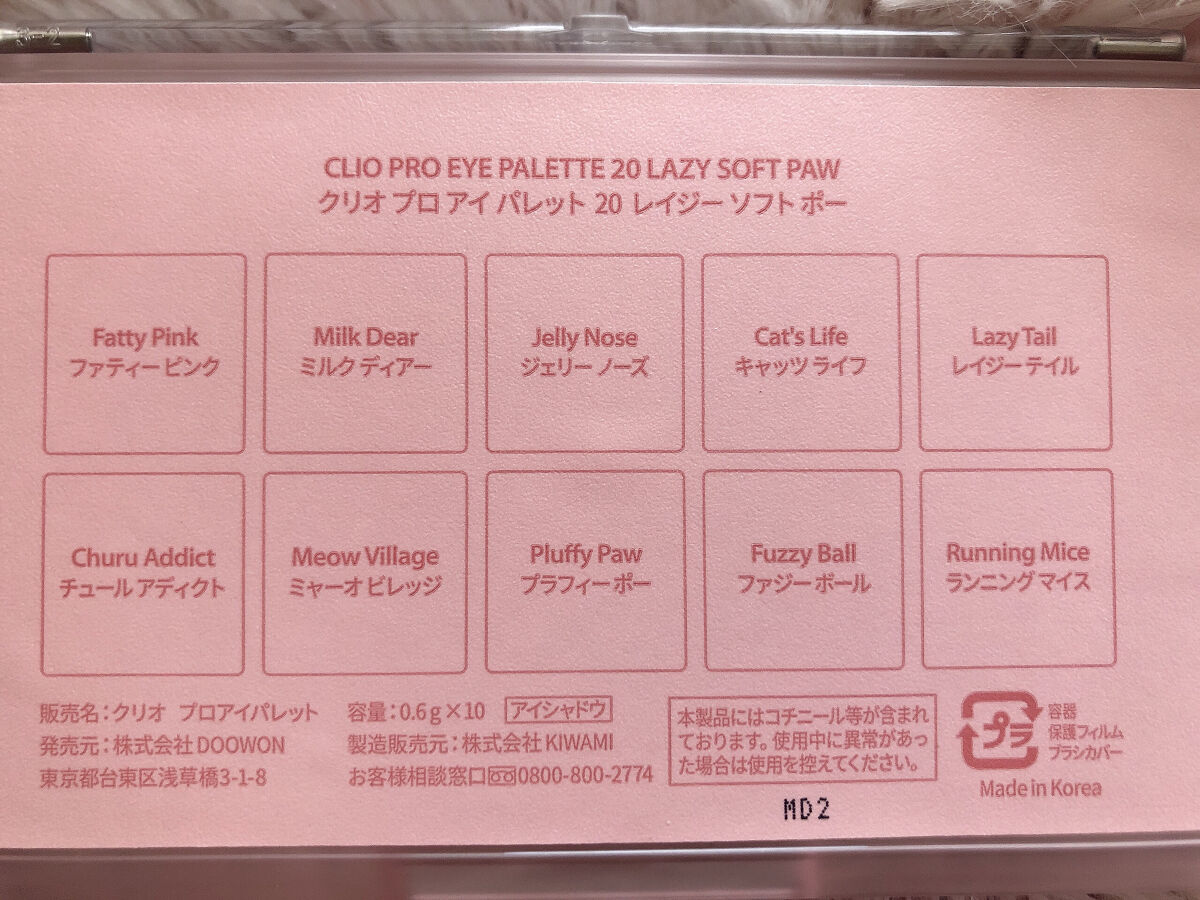 CLIO PRO EYE PALETTE 20 LAZY SOFT PAW
クリオ プロ アイ パレット 20 レイジー ソフト ポー
Fatty Pink
ファティー ピンク
Milk Dear
ミルク ディアー
Jelly Nose
ジェリー ノーズ
Cat's Life
キャッツ ライフ
Lazy Tail
レイジー テイル
Churu Addict
チュール アディクト
Meow Village
ミャーオ ビレッジ
Pluffy Paw
プラフィー ポー
Fuzzy Ball
ファジー ボール
Running Mice
ランニング マイス
販売名：クリオ プロアイパレット
発売元：株式会社 DOOWON
東京都台東区浅草橋3-1-8
容量：0.6g×10 アイシャドウ
製造販売元：株式会社 KIWAMI
お客様相談窓口 0800-800-2774
本製品にはコチニール等が含まれ
ております。使用中に異常があっ
た場合は使用を控えてください。
プラ
容器
保護フィルム
ブラシカバー
Made in Korea
MD2